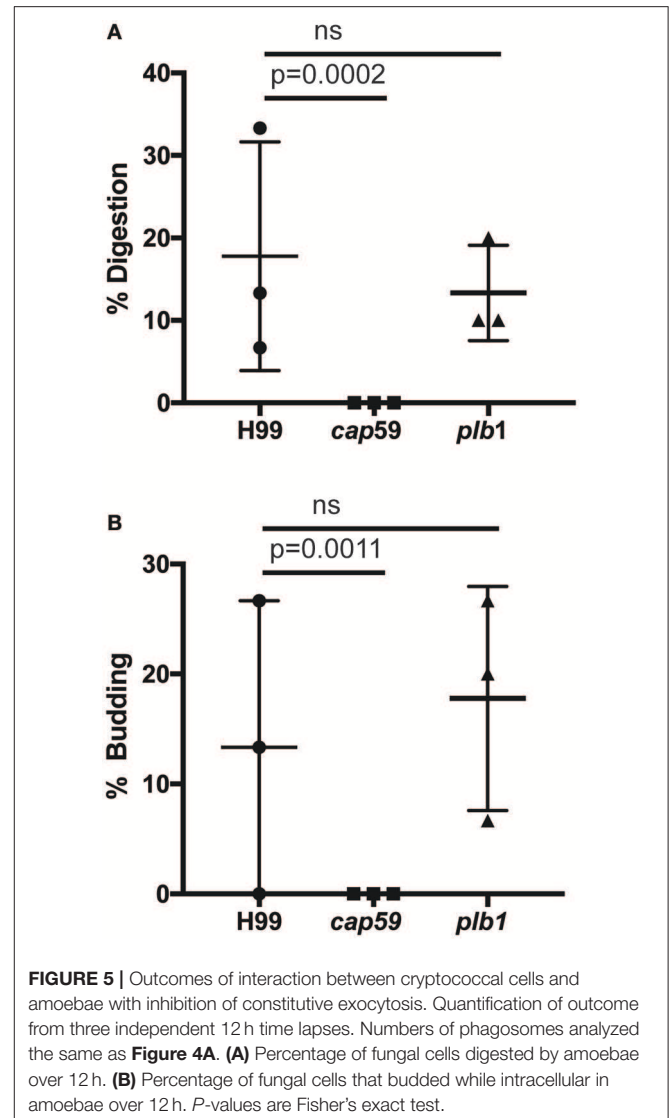 A
ns
p=0.0002
40
30
20
10
0
% Digestion
H99 cap59 plb1
B
ns
p=0.0011
30
20
10
0
% Budding
H99 cap59 plb1
FIGURE 5 | Outcomes of interaction between cryptococcal cells and
amoebae with inhibition of constitutive exocytosis. Quantification of outcome
from three independent 12 h time lapses. Numbers of phagosomes analyzed
the same as Figure 4A. (A) Percentage of fungal cells digested by amoebae
over 12 h. (B) Percentage of fungal cells that budded while intracellular in
amoebae over 12 h. P-values are Fisher's exact test.